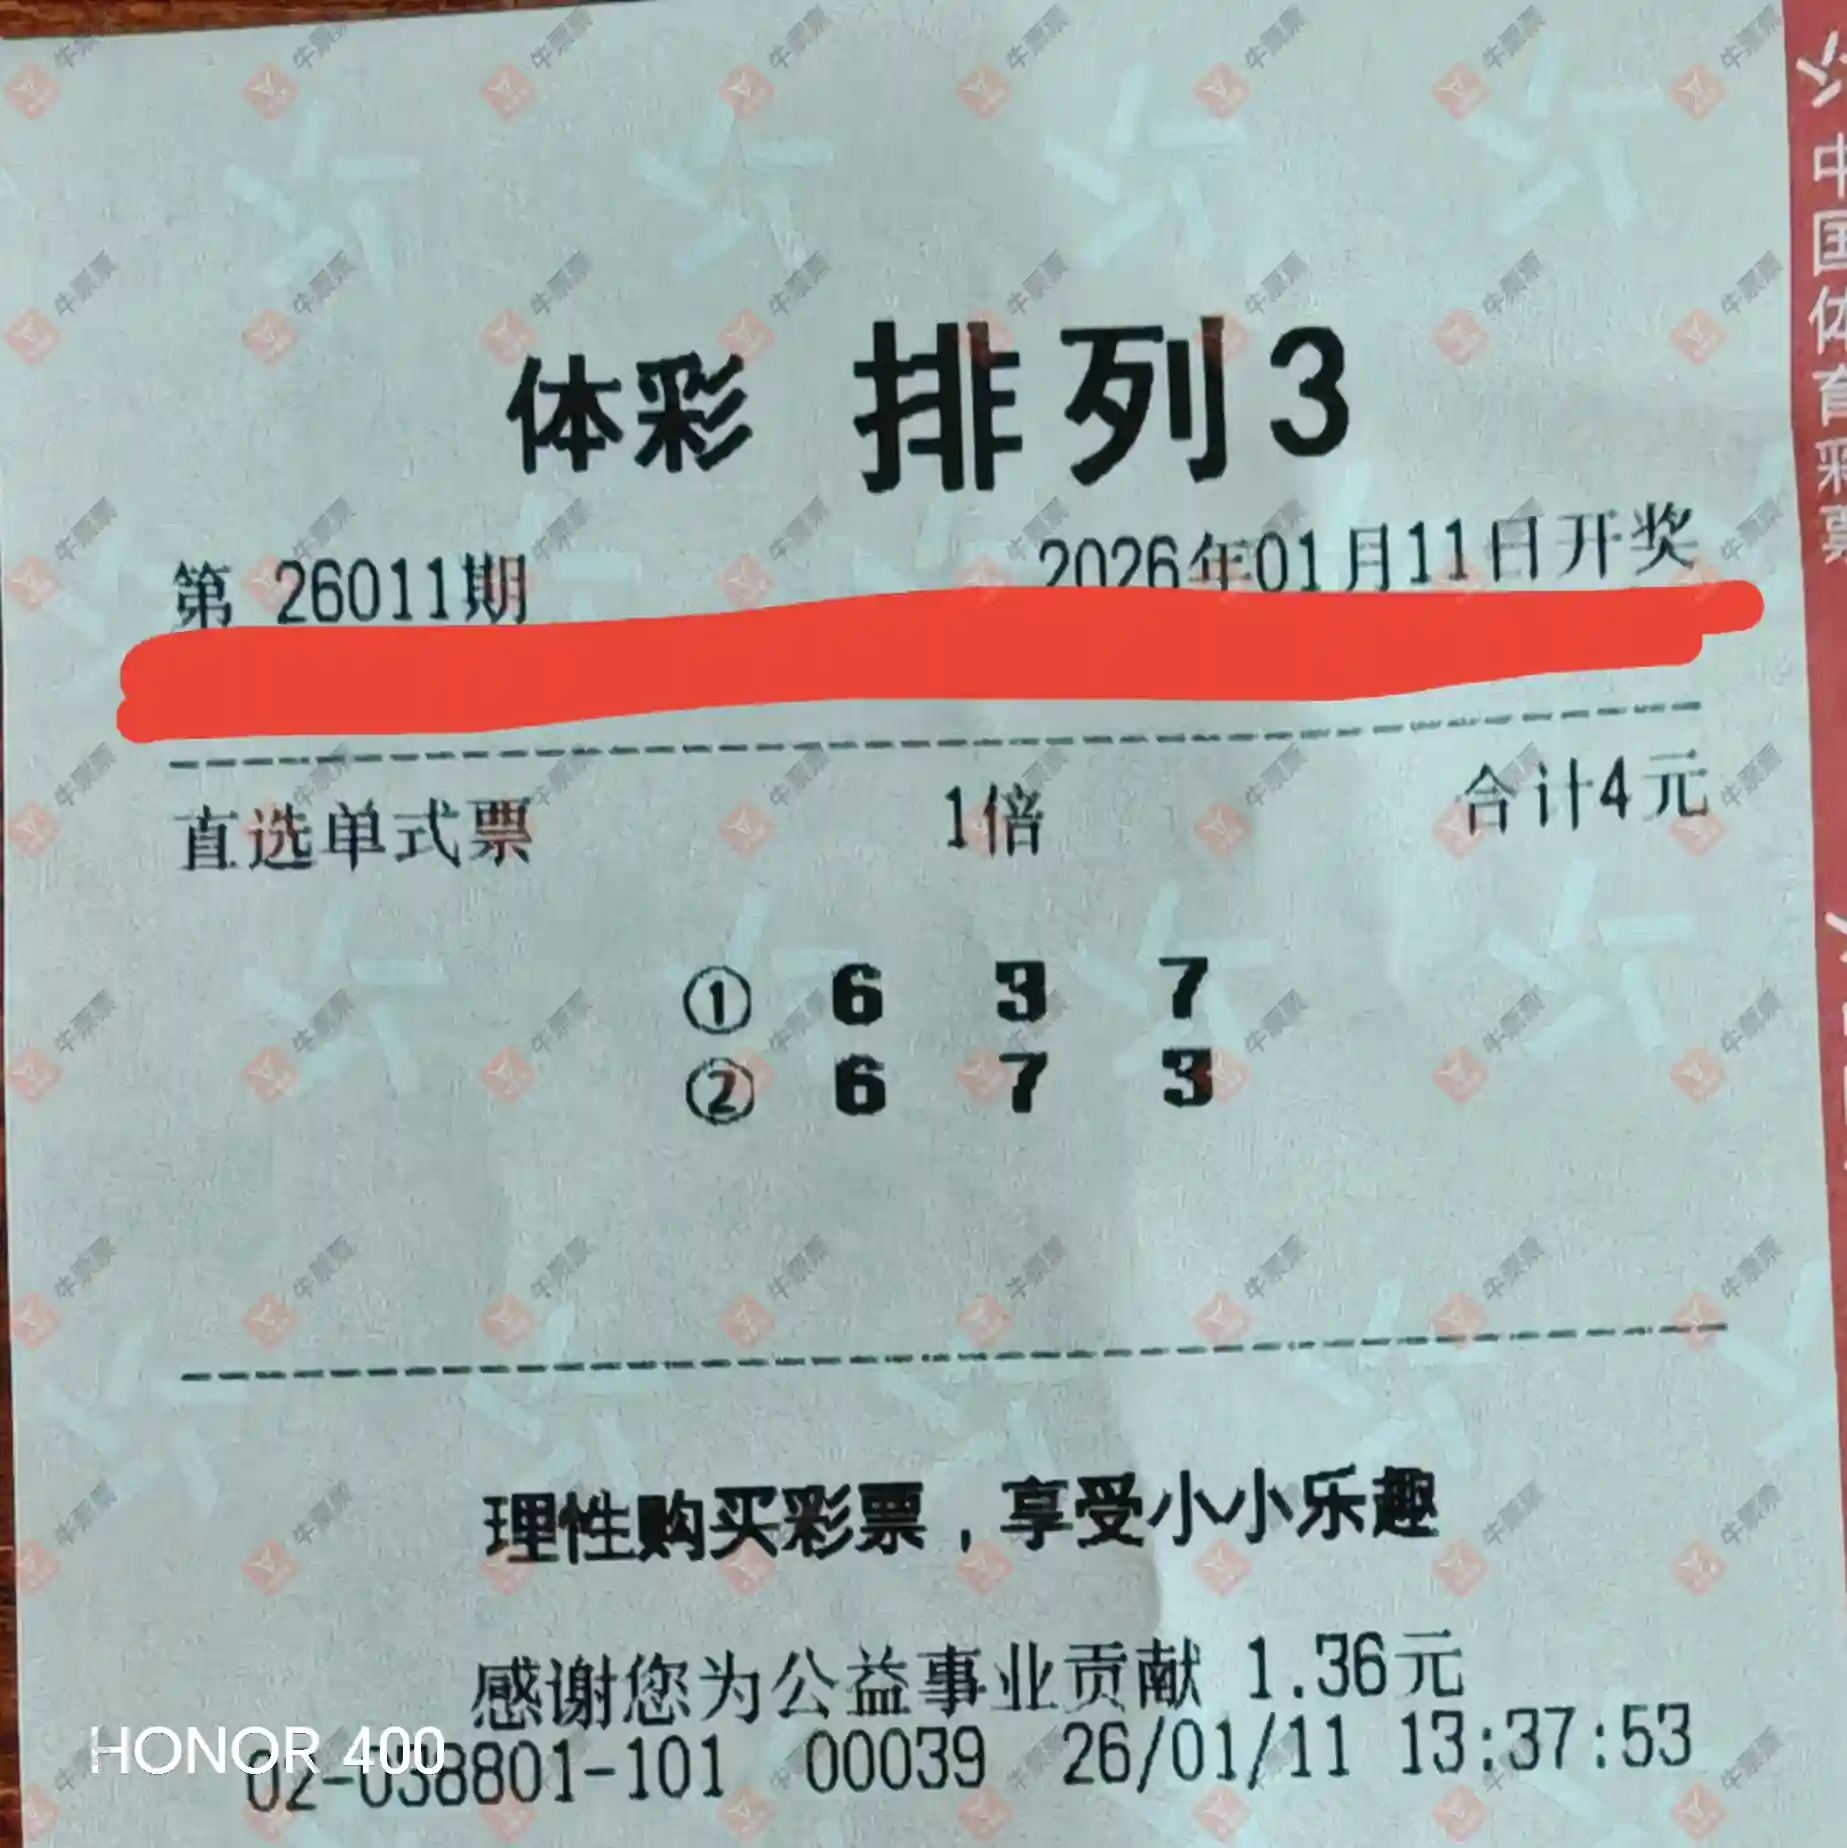 体彩 排列3
第 26011期 2026年01月11日开奖
直选单式票 1倍 合计4元
① 6 3 7
② 6 7 3
理性购买彩票，享受小小乐趣
感谢您为公益事业贡献 1.36元
02-038801-101 00039 26/01/11 13:37:53
HONOR 400
中国体育彩票
牛票票